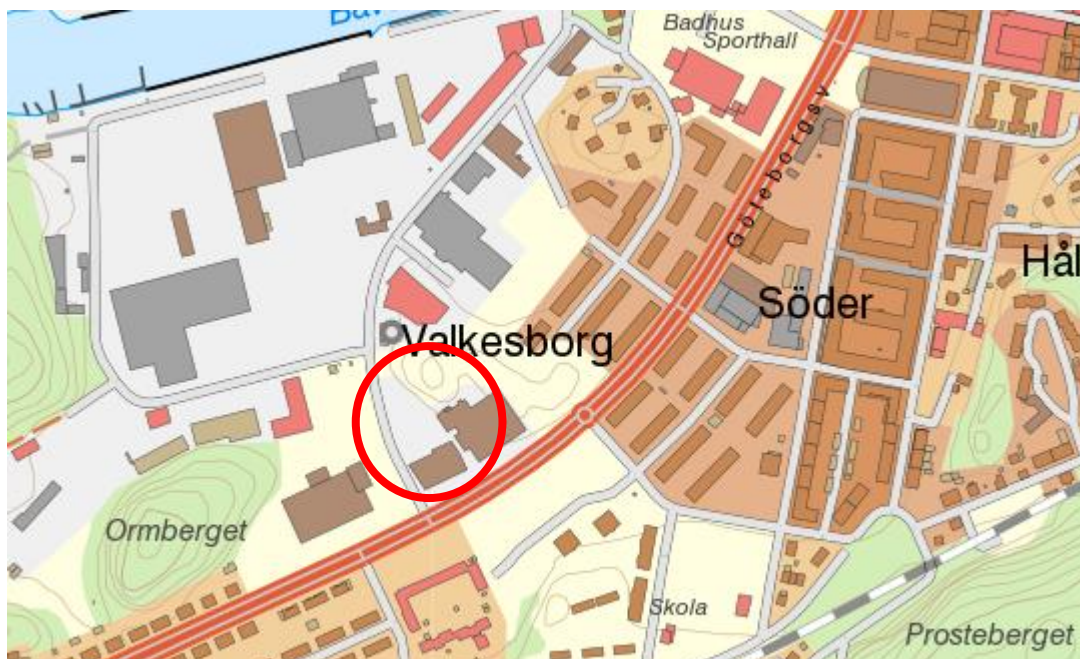 Badhus
Sporthall
Göteborgsv.
Hål
Söder
Valkesborg
Ormberget
Skola
Prosteberget